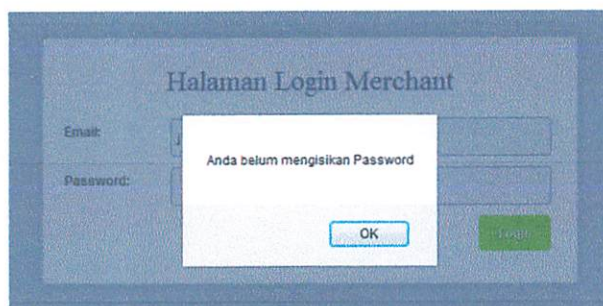 Halaman Login Merchant
Email:
Anda belum mengisikan Password
Password:
OK
Login